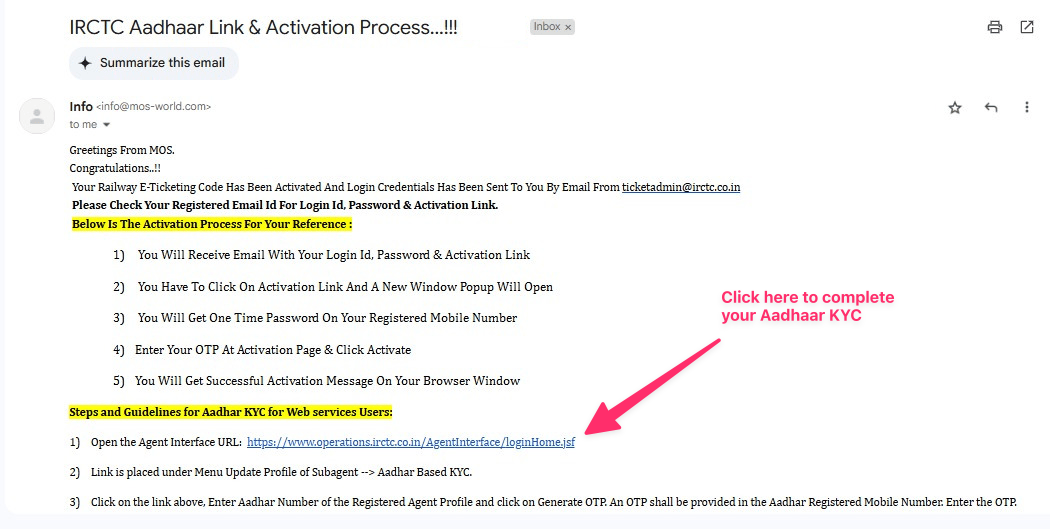 IRCTC Aadhaar Link & Activation Process...!!!
Inbox ×
Summarize this email
Info <info@mos-world.com>
to me
Greetings From MOS.
Congratulations..!!
Your Railway E-Ticketing Code Has Been Activated And Login Credentials Has Been Sent To You By Email From ticketadmin@irctc.co.in
Please Check Your Registered Email Id For Login Id, Password & Activation Link.
Below Is The Activation Process For Your Reference :
1) You Will Receive Email With Your Login Id, Password & Activation Link
2) You Have To Click On Activation Link And A New Window Popup Will Open
3) You Will Get One Time Password On Your Registered Mobile Number
4) Enter Your OTP At Activation Page & Click Activate
5) You Will Get Successful Activation Message On Your Browser Window
Click here to complete
your Aadhaar KYC
Steps and Guidelines for Aadhar KYC for Web services Users:
1) Open the Agent Interface URL: https://www.operations.irctc.co.in/AgentInterface/loginHome.jsf
2) Link is placed under Menu Update Profile of Subagent --> Aadhar Based KYC.
3) Click on the link above, Enter Aadhar Number of the Registered Agent Profile and click on Generate OTP. An OTP shall be provided in the Aadhar Registered Mobile Number. Enter the OTP.